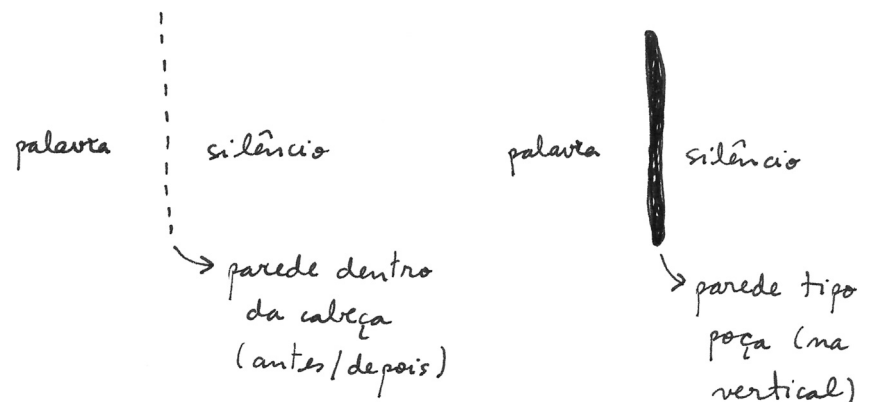 palavra silêncio
parede dentro
da cabeça
(antes/depois)
palavra silêncio
parede tipo
poça (na
vertical)